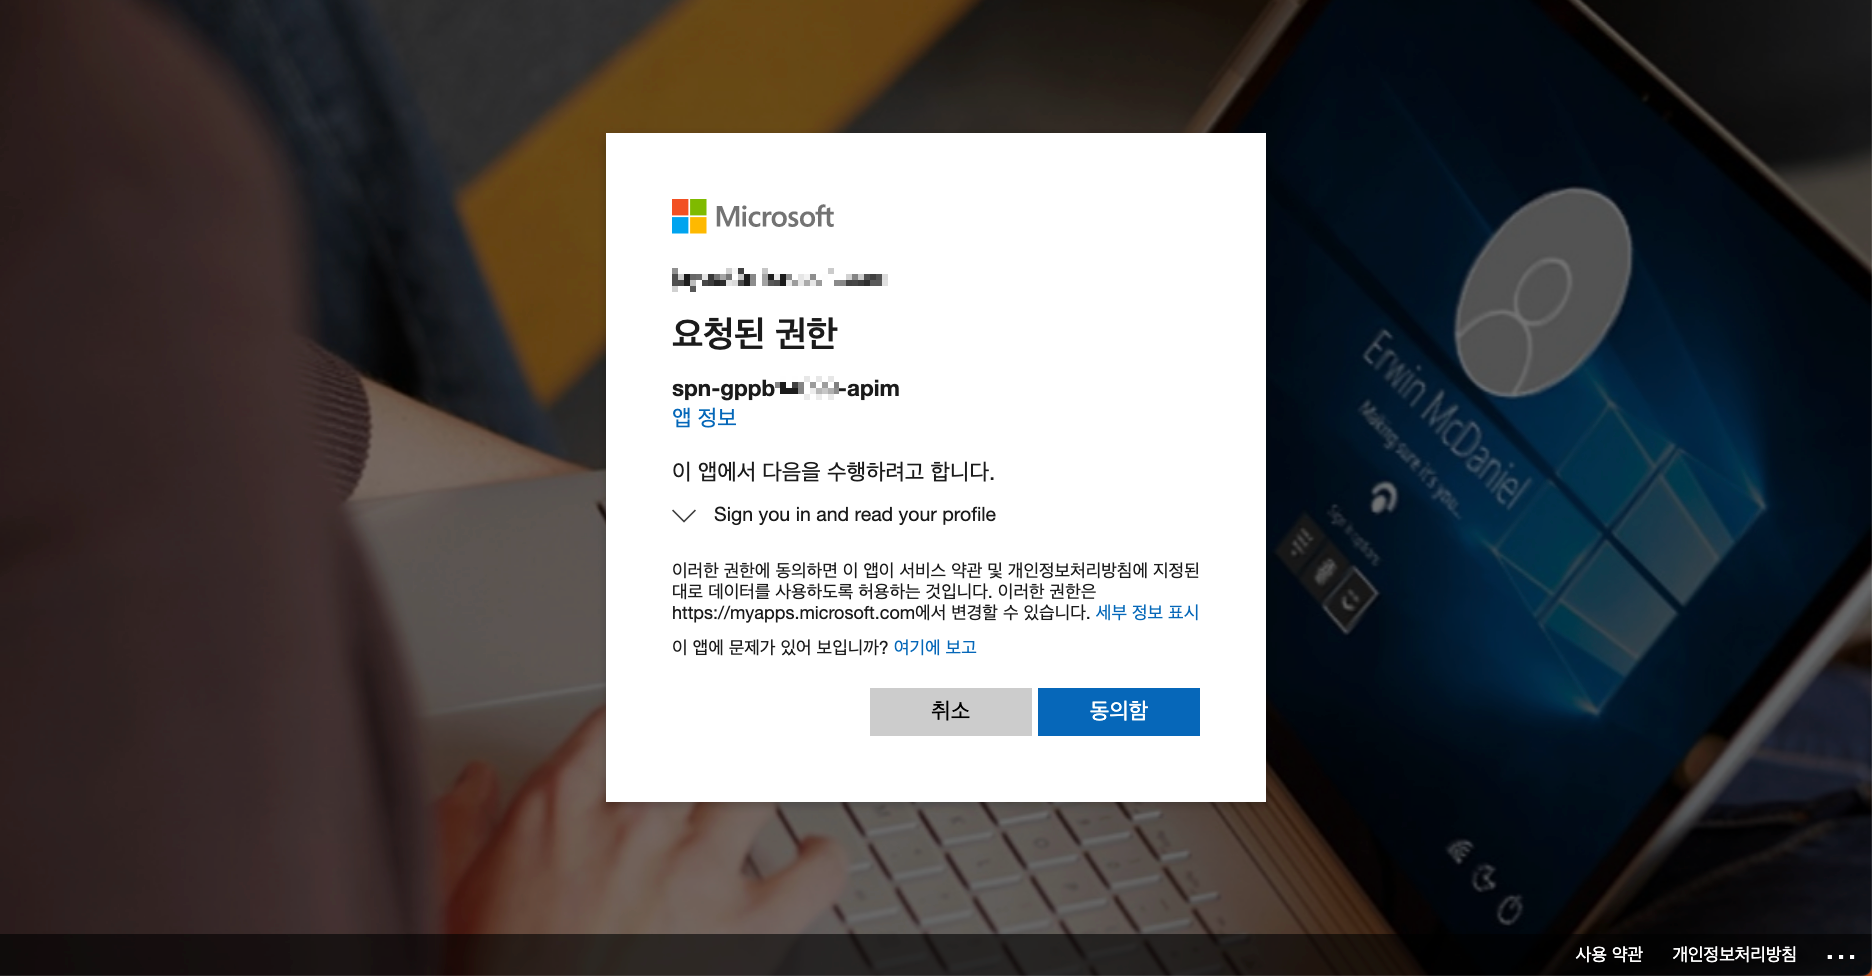 Microsoft
요청된 권한
spn-gppb -apim
앱 정보
이 앱에서 다음을 수행하려고 합니다.
Sign you in and read your profile
이러한 권한에 동의하면 이 앱이 서비스 약관 및 개인정보처리방침에 지정된
대로 데이터를 사용하도록 허용하는 것입니다. 이러한 권한은
https://myapps.microsoft.com에서 변경할 수 있습니다. 세부 정보 표시
이 앱에 문제가 있어 보입니까? 여기에 보고
취소
동의함
Erwin McDaniel
Making sure it's you...
Sign in options
사용 약관
개인정보처리방침
...